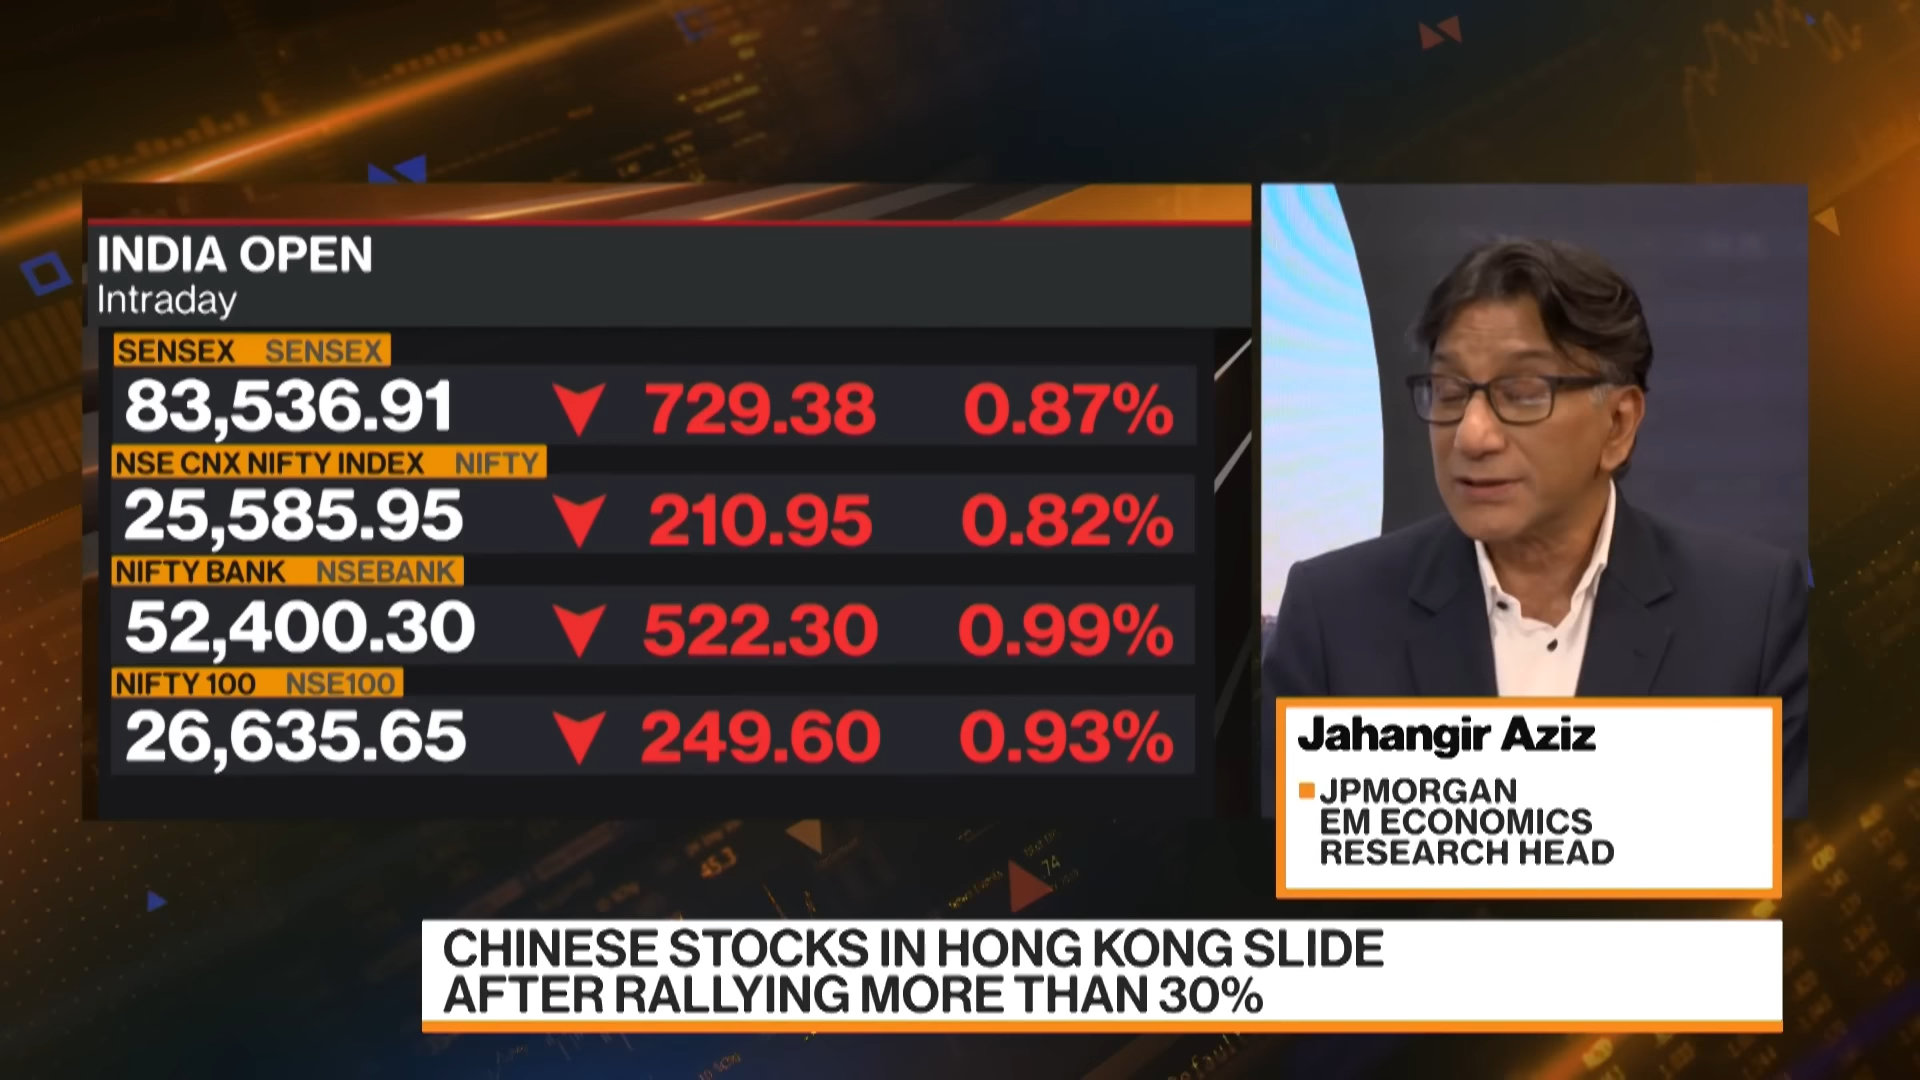 INDIA OPEN
Intraday
SENSEX SENSEX
83,536.91 729.38 0.87%
NSE CNX NIFTY INDEX NIFTY
25,585.95 210.95 0.82%
NIFTY BANK NSEBANK
52,400.30 522.30 0.99%
NIFTY 100 NSE100
26,635.65 249.60 0.93%
Jahangir Aziz
JPMORGAN
EM ECONOMICS
RESEARCH HEAD
45.3
74
CHINESE STOCKS IN HONG KONG SLIDE
AFTER RALLYING MORE THAN 30%